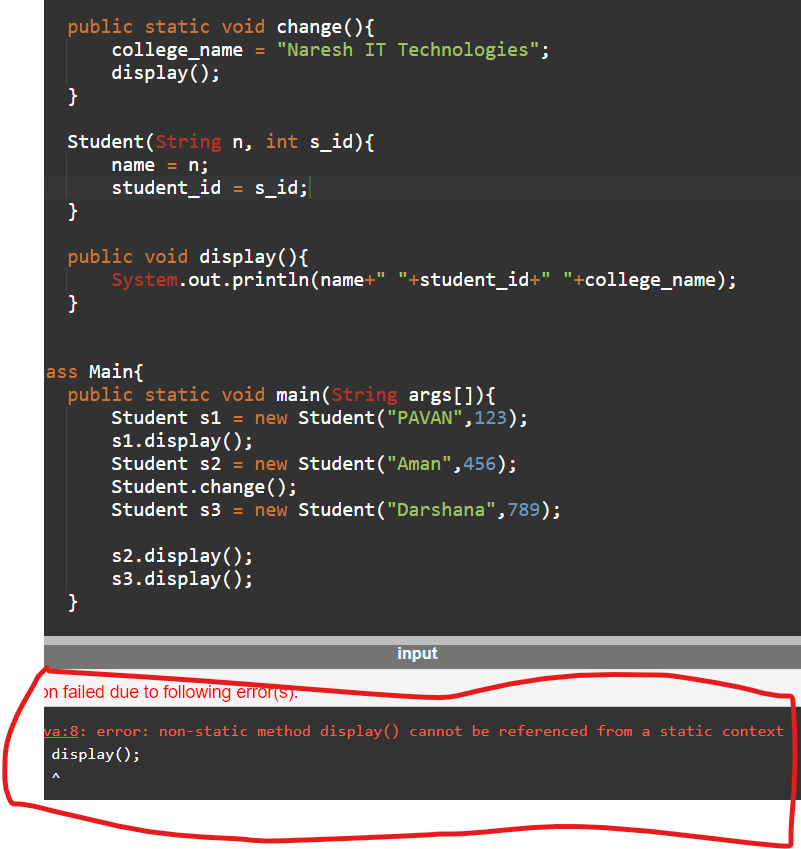 public static void change(){
college_name = "Naresh IT Technologies";
display();
}
Student(String n, int s_id){
name = n;
student_id = s_id;
}
public void display(){
System.out.println(name+" "+student_id+" "+college_name);
}
ass Main{
public static void main(String args[]){
Student s1 = new Student("PAVAN",123);
s1.display();
Student s2 = new Student("Aman",456);
Student.change();
Student s3 = new Student("Darshana",789);
s2.display();
s3.display();
}
input
on failed due to following error(s).
va:8: error: non-static method display() cannot be referenced from a static context
display();
^